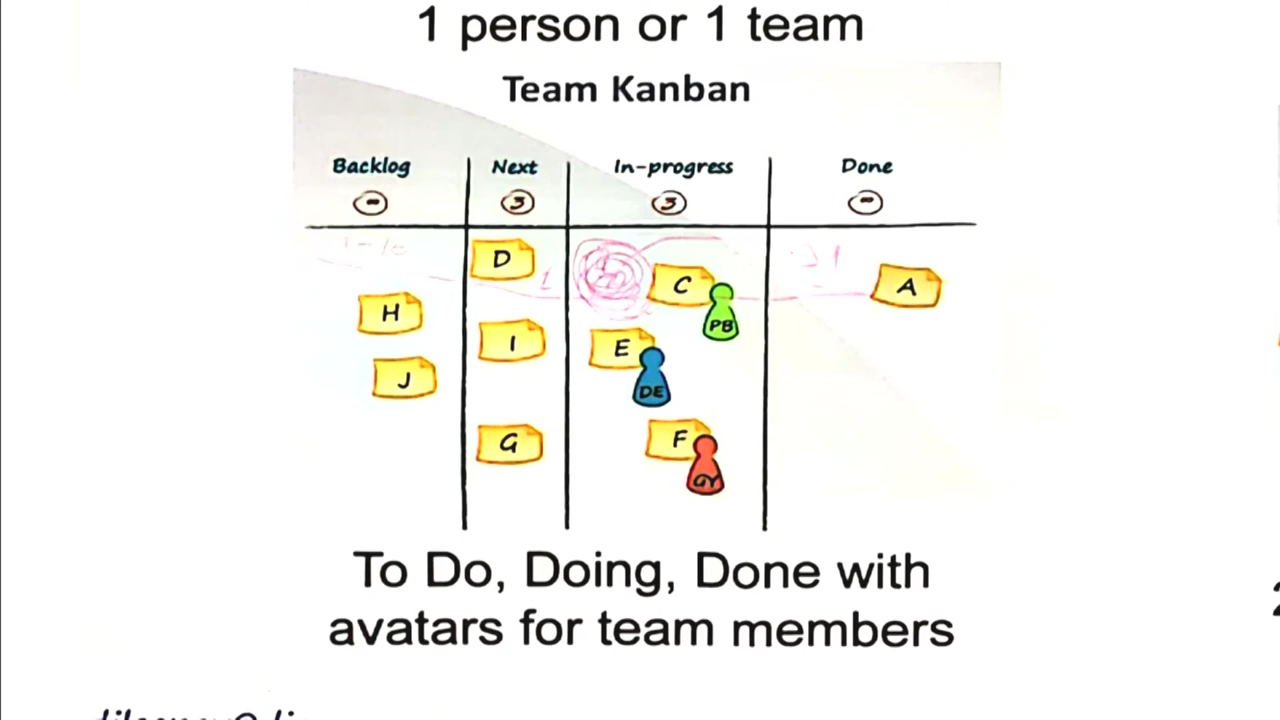 1 person or 1 team
Team Kanban
Backlog Next In-progress Done
- 3 3 -
D
C
A
H
PB
I
E
J
DE
G
F
GY
To Do, Doing, Done with
avatars for team members